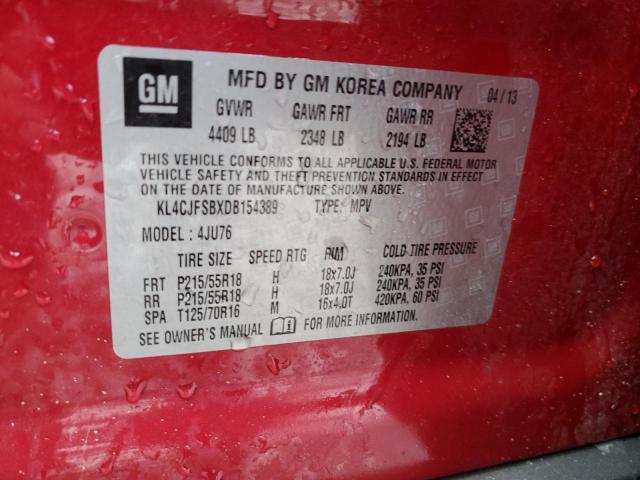 GM
MFD BY GM KOREA COMPANY 04/13
GVWR GAWR FRT GAWR RR
4409 LB 2348 LB 2194 LB
THIS VEHICLE CONFORMS TO ALL APPLICABLE U.S. FEDERAL MOTOR
VEHICLE SAFETY AND THEFT PREVENTION STANDARDS IN EFFECT ON THE
DATE OF MANUFACTURE SHOWN ABOVE.
KL4CJFSBXDB154389 TYPE: MPV
MODEL: 4JU76
TIRE SIZE SPEED RTG RIM COLD TIRE PRESSURE
FRT P215/55R18 H 18x7.0J 240KPA, 35 PSI
RR P215/55R18 H 18x7.0J 240KPA, 35 PSI
SPA T125/70R16 M 16x4.0T 420KPA, 60 PSI
SEE OWNER'S MANUAL FOR MORE INFORMATION.